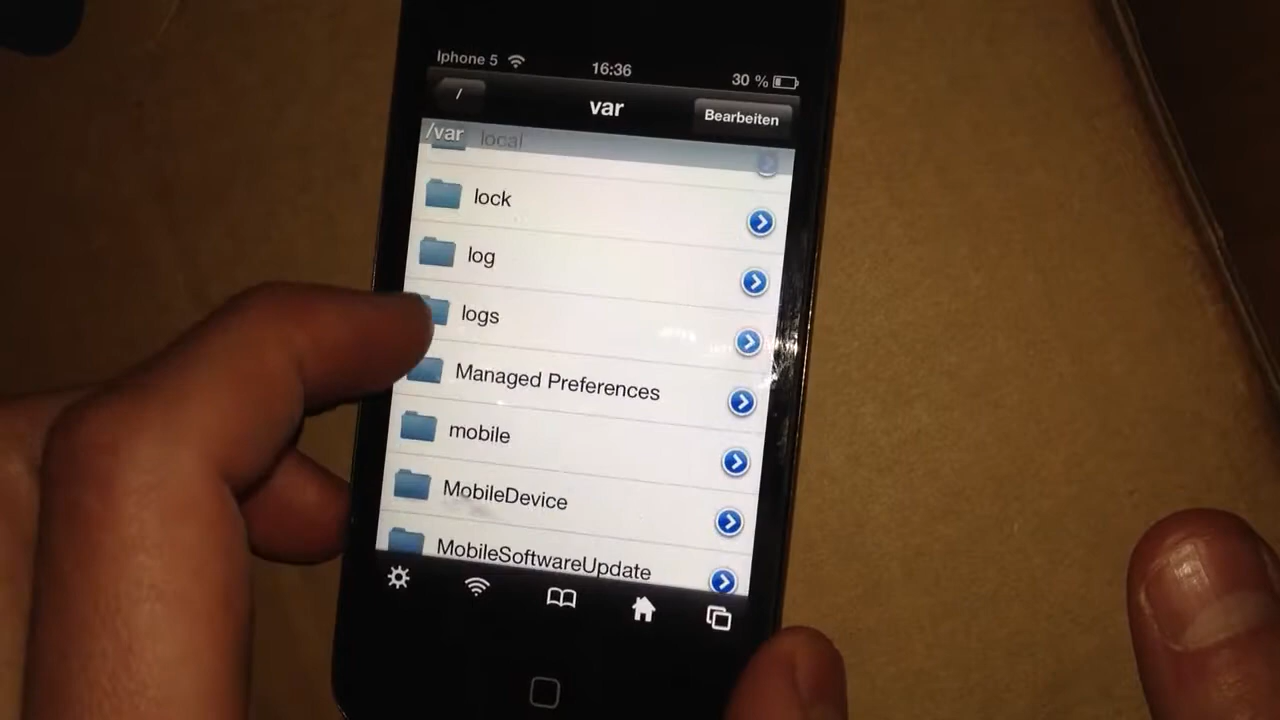 Iphone 5 16:36 30 %
/ var Bearbeiten
/var local
lock
log
logs
Managed Preferences
mobile
MobileDevice
MobileSoftwareUpdate